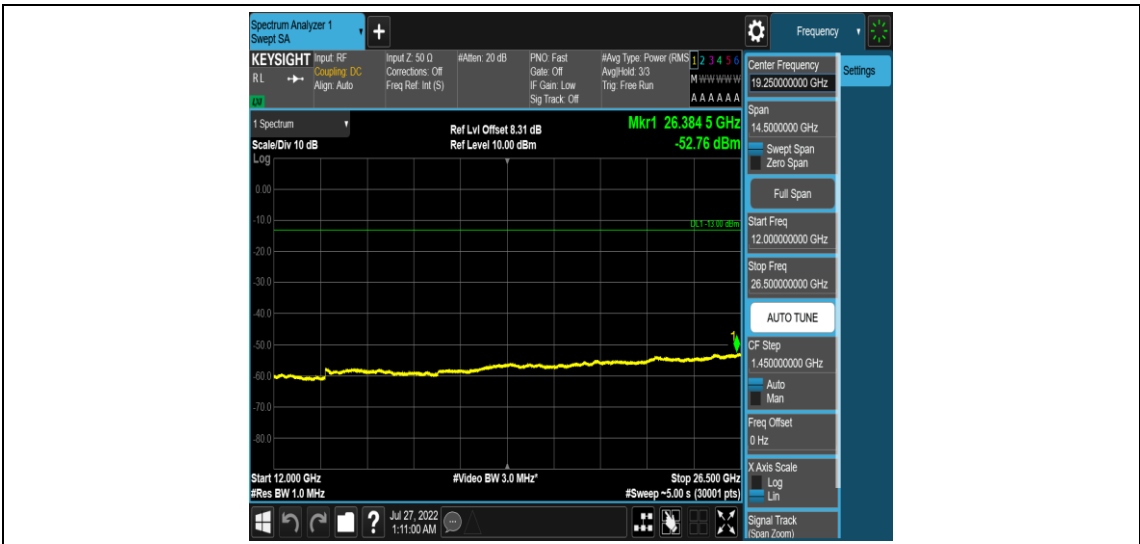 Spectrum Analyzer 1
Swept SA
+
Frequency
KEYSIGHT
RL
Input: RF
Coupling: DC
Align: Auto
Input Z: 50 Ω
Corrections: Off
Freq Ref: Int (S)
#Atten: 20 dB
PNO: Fast
Gate: Off
IF Gain: Low
Sig Track: Off
#Avg Type: Power (RMS
Avg|Hold: 3/3
Trig: Free Run
1 2 3 4 5 6
M W W W W W
A A A A A A
1 Spectrum
Scale/Div 10 dB
Log
Ref Lvl Offset 8.31 dB
Ref Level 10.00 dBm
Mkr1 26.384 5 GHz
-52.76 dBm
0.00
-10.0
DL1 -13.00 dBm
-20.0
-30.0
-40.0
-50.0
1
-60.0
-70.0
-80.0
Start 12.000 GHz
#Res BW 1.0 MHz
#Video BW 3.0 MHz*
Stop 26.500 GHz
#Sweep ~5.00 s (30001 pts)
?
Jul 27, 2022
1:11:00 AM
Center Frequency
19.250000000 GHz
Settings
Span
14.5000000 GHz
Swept Span
Zero Span
Full Span
Start Freq
12.000000000 GHz
Stop Freq
26.500000000 GHz
AUTO TUNE
CF Step
1.450000000 GHz
Auto
Man
Freq Offset
0 Hz
X Axis Scale
Log
Lin
Signal Track
(Span Zoom)